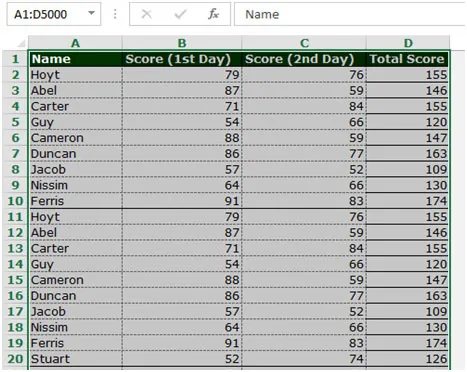 A1:D5000 fx Name
A B C D
1 Name Score (1st Day) Score (2nd Day) Total Score
2 Hoyt 79 76 155
3 Abel 87 59 146
4 Carter 71 84 155
5 Guy 54 66 120
6 Cameron 88 59 147
7 Duncan 86 77 163
8 Jacob 57 52 109
9 Nissim 64 66 130
10 Ferris 91 83 174
11 Hoyt 79 76 155
12 Abel 87 59 146
13 Carter 71 84 155
14 Guy 54 66 120
15 Cameron 88 59 147
16 Duncan 86 77 163
17 Jacob 57 52 109
18 Nissim 64 66 130
19 Ferris 91 83 174
20 Stuart 52 74 126